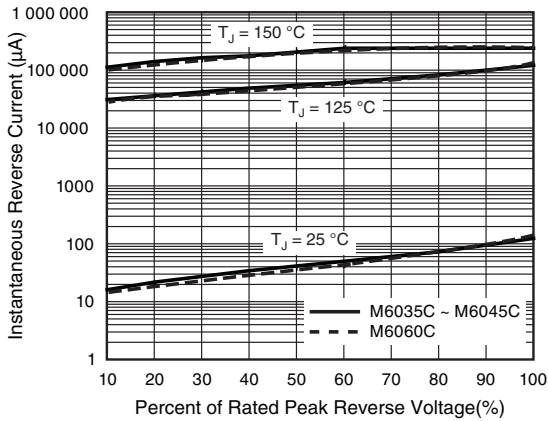 1 000 000
100 000
10 000
1000
100
10
1
Instantaneous Reverse Current (µA)
T_J = 150 °C
T_J = 125 °C
T_J = 25 °C
M6035C ~ M6045C
M6060C
10 20 30 40 50 60 70 80 90 100
Percent of Rated Peak Reverse Voltage(%)